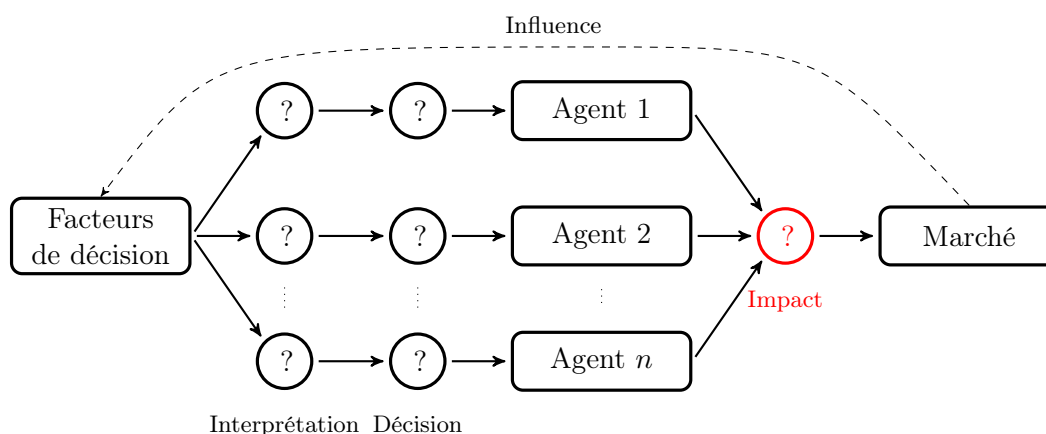 Influence
? ? Agent 1
Facteurs
de décision
? ? Agent 2 ? Marché
Impact
? ? Agent n
Interprétation Décision